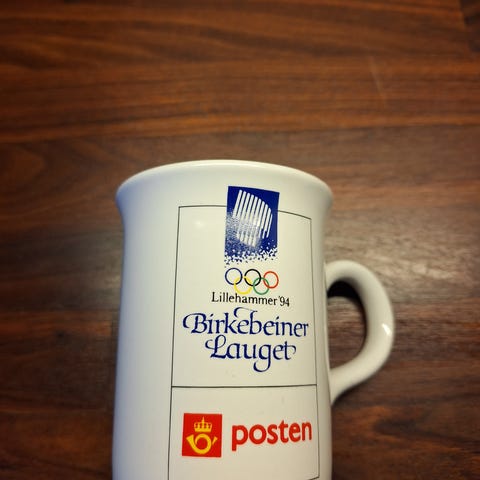 Lillehammer'94
Birkebeiner
Lauget
posten